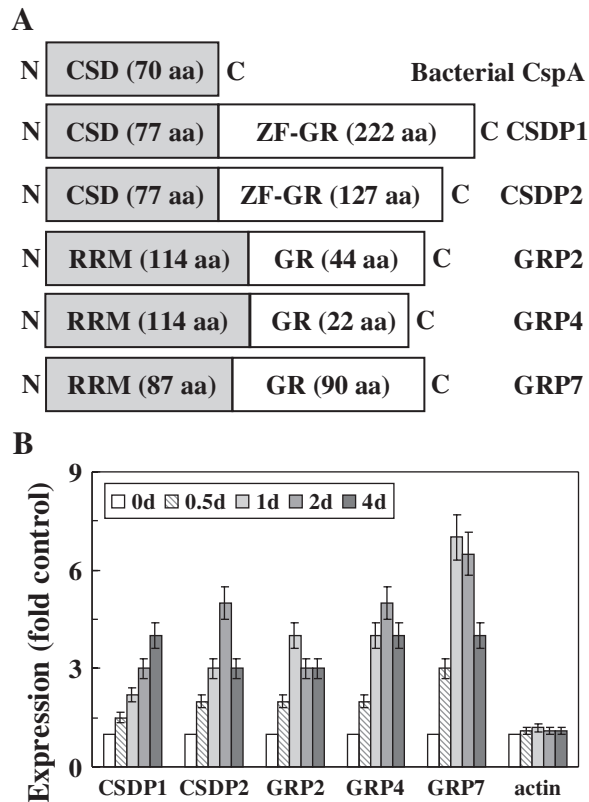 A
N CSD (70 aa) C Bacterial CspA
N CSD (77 aa) ZF-GR (222 aa) C CSDP1
N CSD (77 aa) ZF-GR (127 aa) C CSDP2
N RRM (114 aa) GR (44 aa) C GRP2
N RRM (114 aa) GR (22 aa) C GRP4
N RRM (87 aa) GR (90 aa) C GRP7
B
Expression (fold control)
9
6
3
0
0d 0.5d 1d 2d 4d
CSDP1 CSDP2 GRP2 GRP4 GRP7 actin